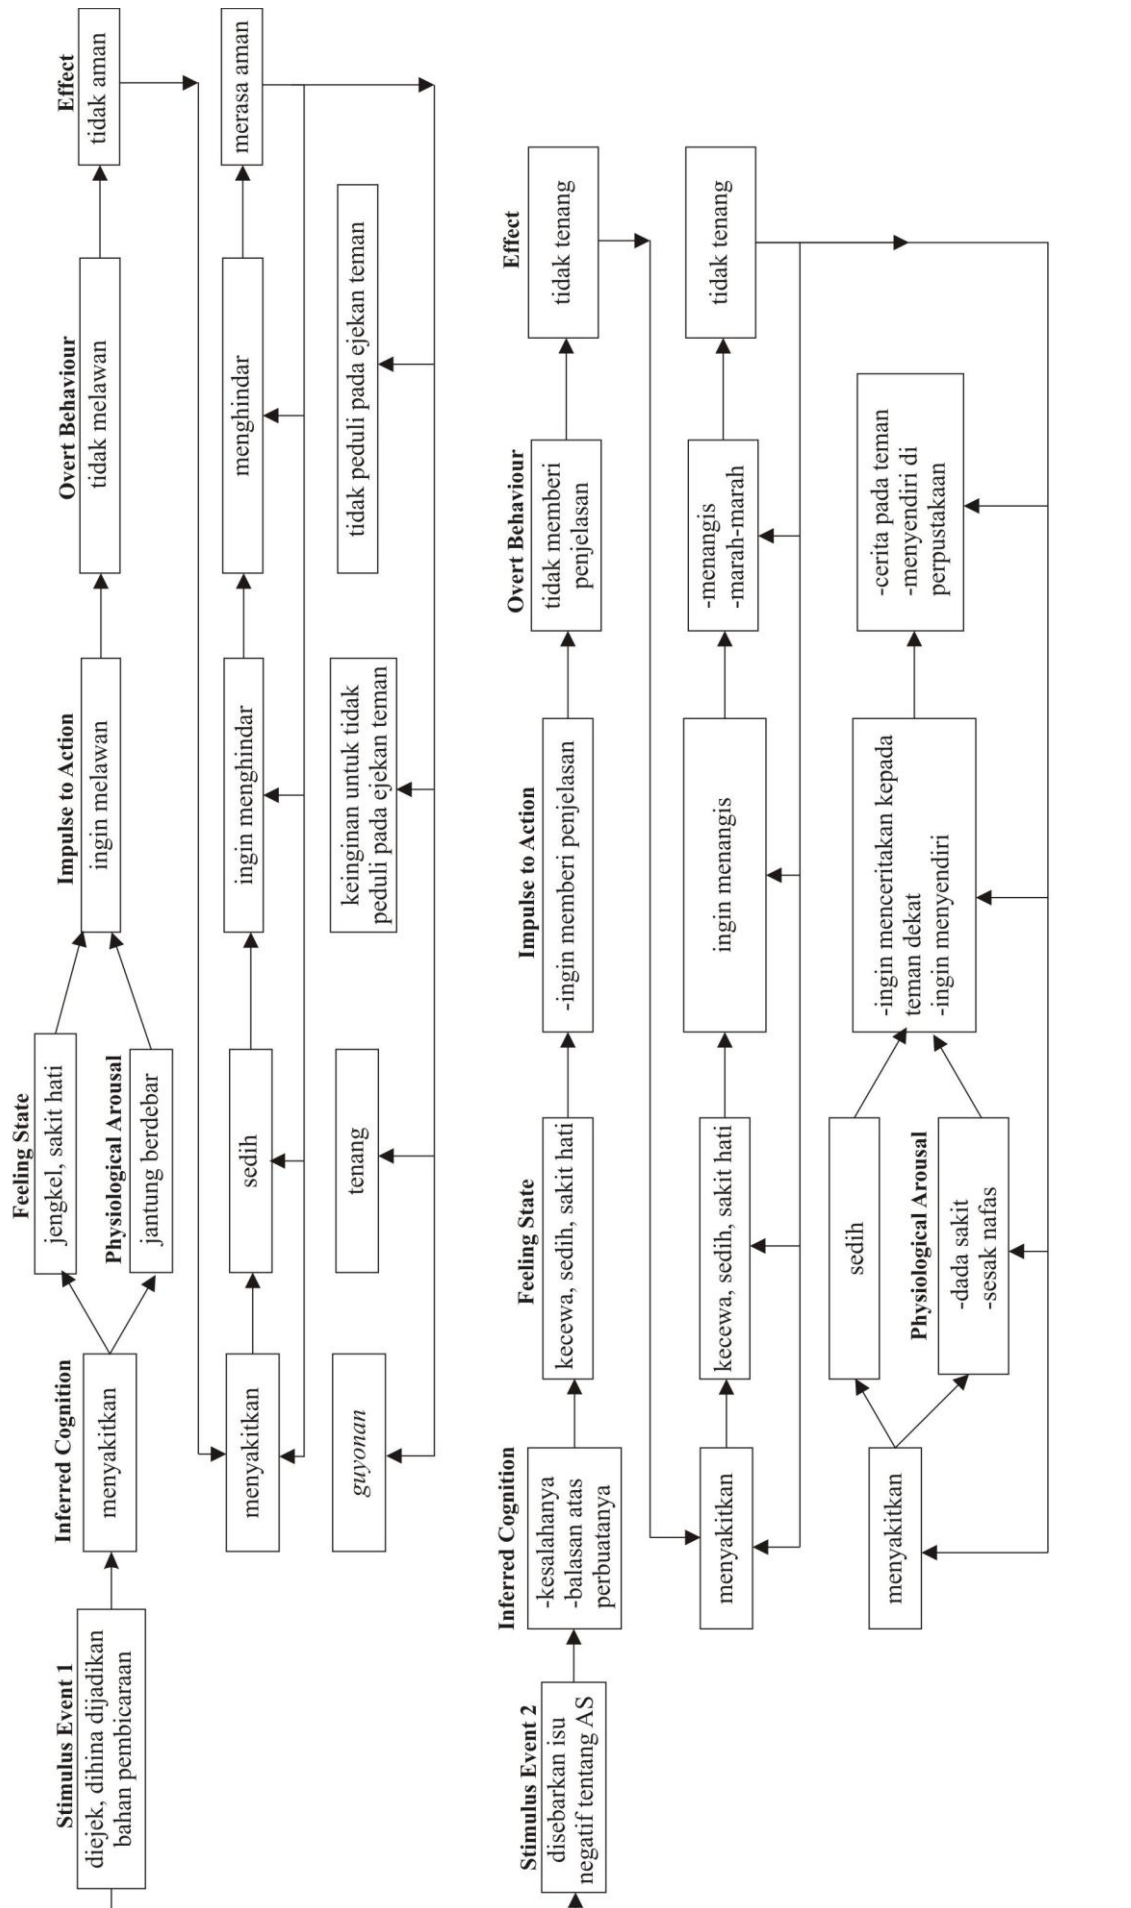 Stimulus Event 1
diejek, dihina dijadikan
bahan pembicaraan
Inferred Cognition
menyakitkan
Feeling State
jengkel, sakit hati
Physiological Arousal
jantung berdebar
Impulse to Action
ingin melawan
Overt Behaviour
tidak melawan
Effect
tidak aman
menyakitkan
sedih
ingin menghindar
menghindar
merasa aman
guyonan
tenang
keinginan untuk tidak
peduli pada ejekan teman
tidak peduli pada ejekan teman
Stimulus Event 2
disebarkan isu
negatif tentang AS
Inferred Cognition
-kesalahanya
-balasan atas
perbuatanya
Feeling State
kecewa, sedih, sakit hati
Impulse to Action
-ingin memberi penjelasan
Overt Behaviour
tidak memberi
penjelasan
Effect
tidak tenang
menyakitkan
kecewa, sedih, sakit hati
ingin menangis
-menangis
-marah-marah
tidak tenang
menyakitkan
sedih
Physiological Arousal
-dada sakit
-sesak nafas
-ingin menceritakan kepada
teman dekat
-ingin menyendiri
-cerita pada teman
-menyendiri di
perpustakaan